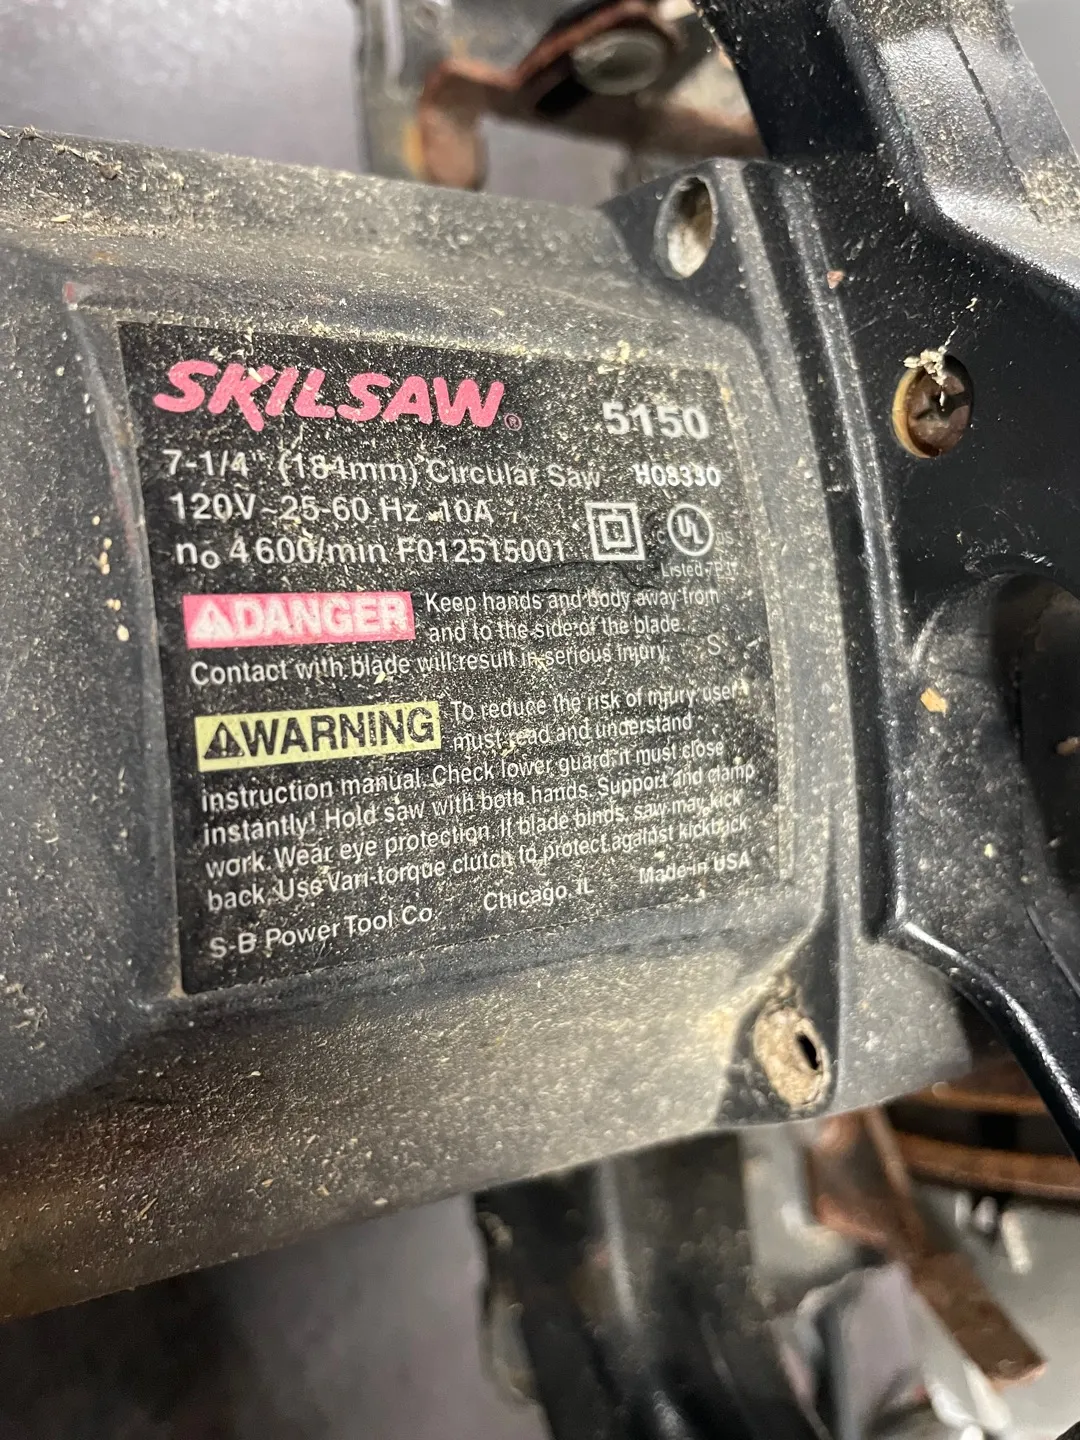 SKILSAW® 5150
7-1/4" (184mm) Circular Saw H08330
120V~25-60 Hz 10A
n₀ 4600/min F012515001
C UL US
Listed
DANGER Keep hands and body away from
and to the side of the blade.
Contact with blade will result in serious injury. S
WARNING To reduce the risk of injury, user
must read and understand
instruction manual. Check lower guard, it must close
instantly! Hold saw with both hands. Support and clamp
work. Wear eye protection. If blade binds, saw may kick
back. Use Vari-torque clutch to protect against kickback.
S-B Power Tool Co. Chicago IL Made in USA